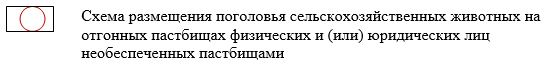 Схема размещения поголовья сельскохозяйственных животных на
отгонных пастбищах физических и (или) юридических лиц
необеспеченных пастбищами